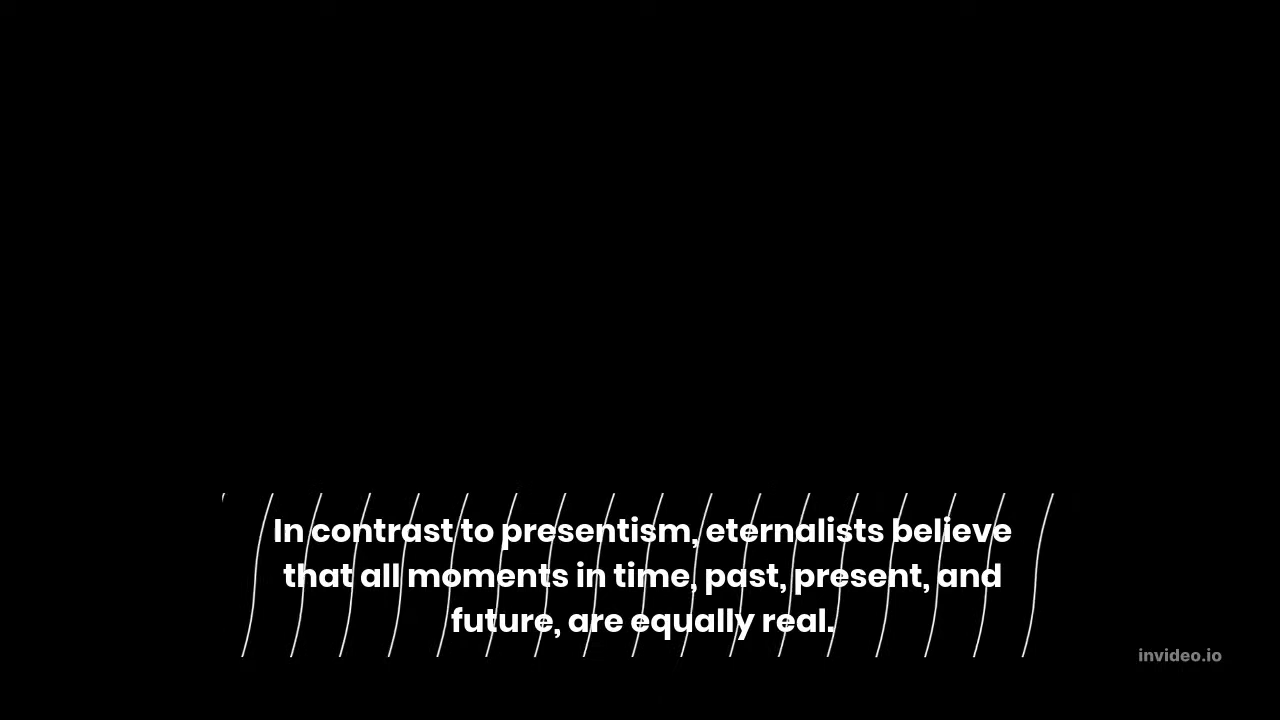 In contrast to presentism, eternalists believe
that all moments in time, past, present, and
future, are equally real.
invideo.io